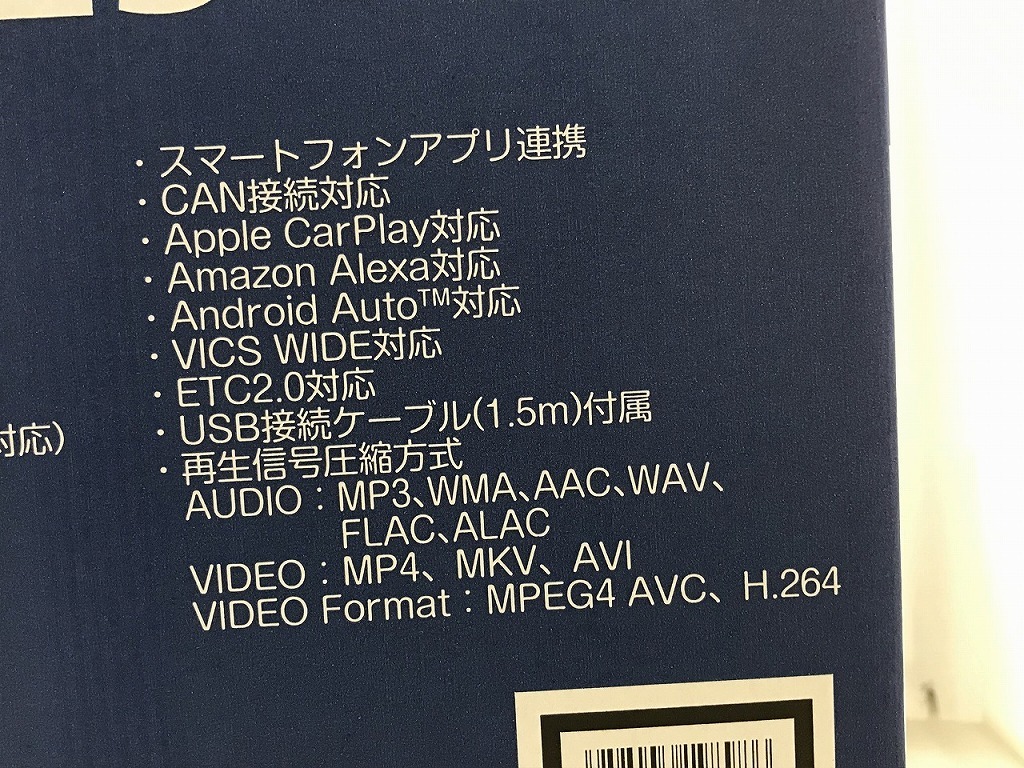 ・スマートフォンアプリ連携
・CAN接続対応
・Apple CarPlay対応
・Amazon Alexa対応
・Android Auto™対応
・VICS WIDE対応
・ETC2.0対応
対応)
・USB接続ケーブル(1.5m)付属
・再生信号圧縮方式
AUDIO：MP3、WMA、AAC、WAV、
FLAC、ALAC
VIDEO：MP4、MKV、AVI
VIDEO Format：MPEG4 AVC、H.264